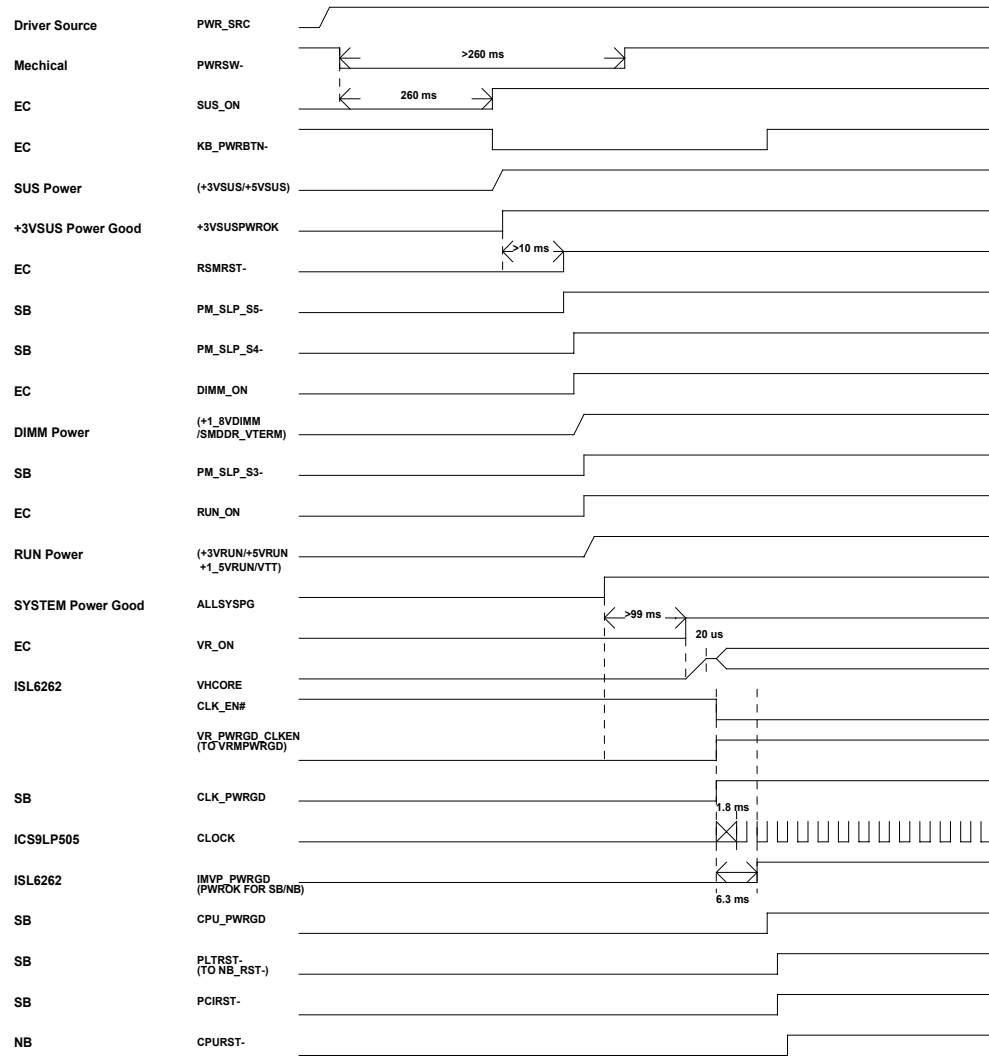 Driver Source PWR_SRC
>260 ms
Mechical PWRSW-
260 ms
EC SUS_ON
EC KB_PWRBTN-
SUS Power (+3VSUS/+5VSUS)
+3VSUS Power Good +3VSUSPWROK
>10 ms
EC RSMRST-
SB PM_SLP_S5-
SB PM_SLP_S4-
EC DIMM_ON
DIMM Power (+1_8VDIMM
/SMDDR_VTERM)
SB PM_SLP_S3-
EC RUN_ON
RUN Power (+3VRUN/+5VRUN
+1_5VRUN/VTT)
SYSTEM Power Good ALLSYSPG
>99 ms
EC VR_ON
20 us
ISL6262 VHCORE
CLK_EN#
VR_PWRGD_CLKEN
(TO VRMPWRGD)
SB CLK_PWRGD
1.8 ms
ICS9LP505 CLOCK
ISL6262 IMVP_PWRGD
(PWROK FOR SB/NB)
6.3 ms
SB CPU_PWRGD
SB PLTRST-
(TO NB_RST-)
SB PCIRST-
NB CPURST-